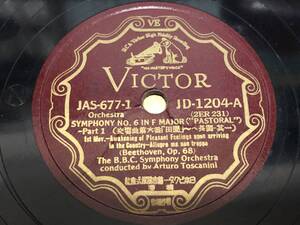 VE
VICTOR
JAS-677-1 JD-1204-A
Orchestra (2ER 231)
SYMPHONY No. 6 IN F MAJOR ("PASTORAL")
—Part 1
1st Mov.—Awakening of Pleasant Feelings upon arriving
in the Country—Allegro ma non troppo
(Beethoven, Op. 68)
The B.B.C. Symphony Orchestra
conducted by Arturo Toscanini